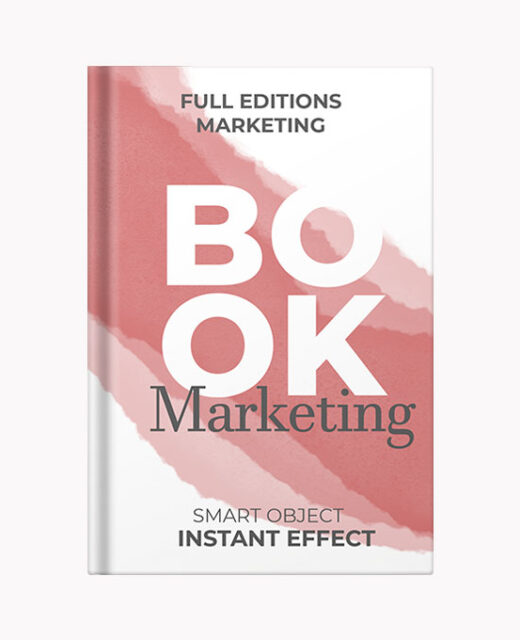 FULL EDITIONS
MARKETING
BO
OK
Marketing
SMART OBJECT
INSTANT EFFECT